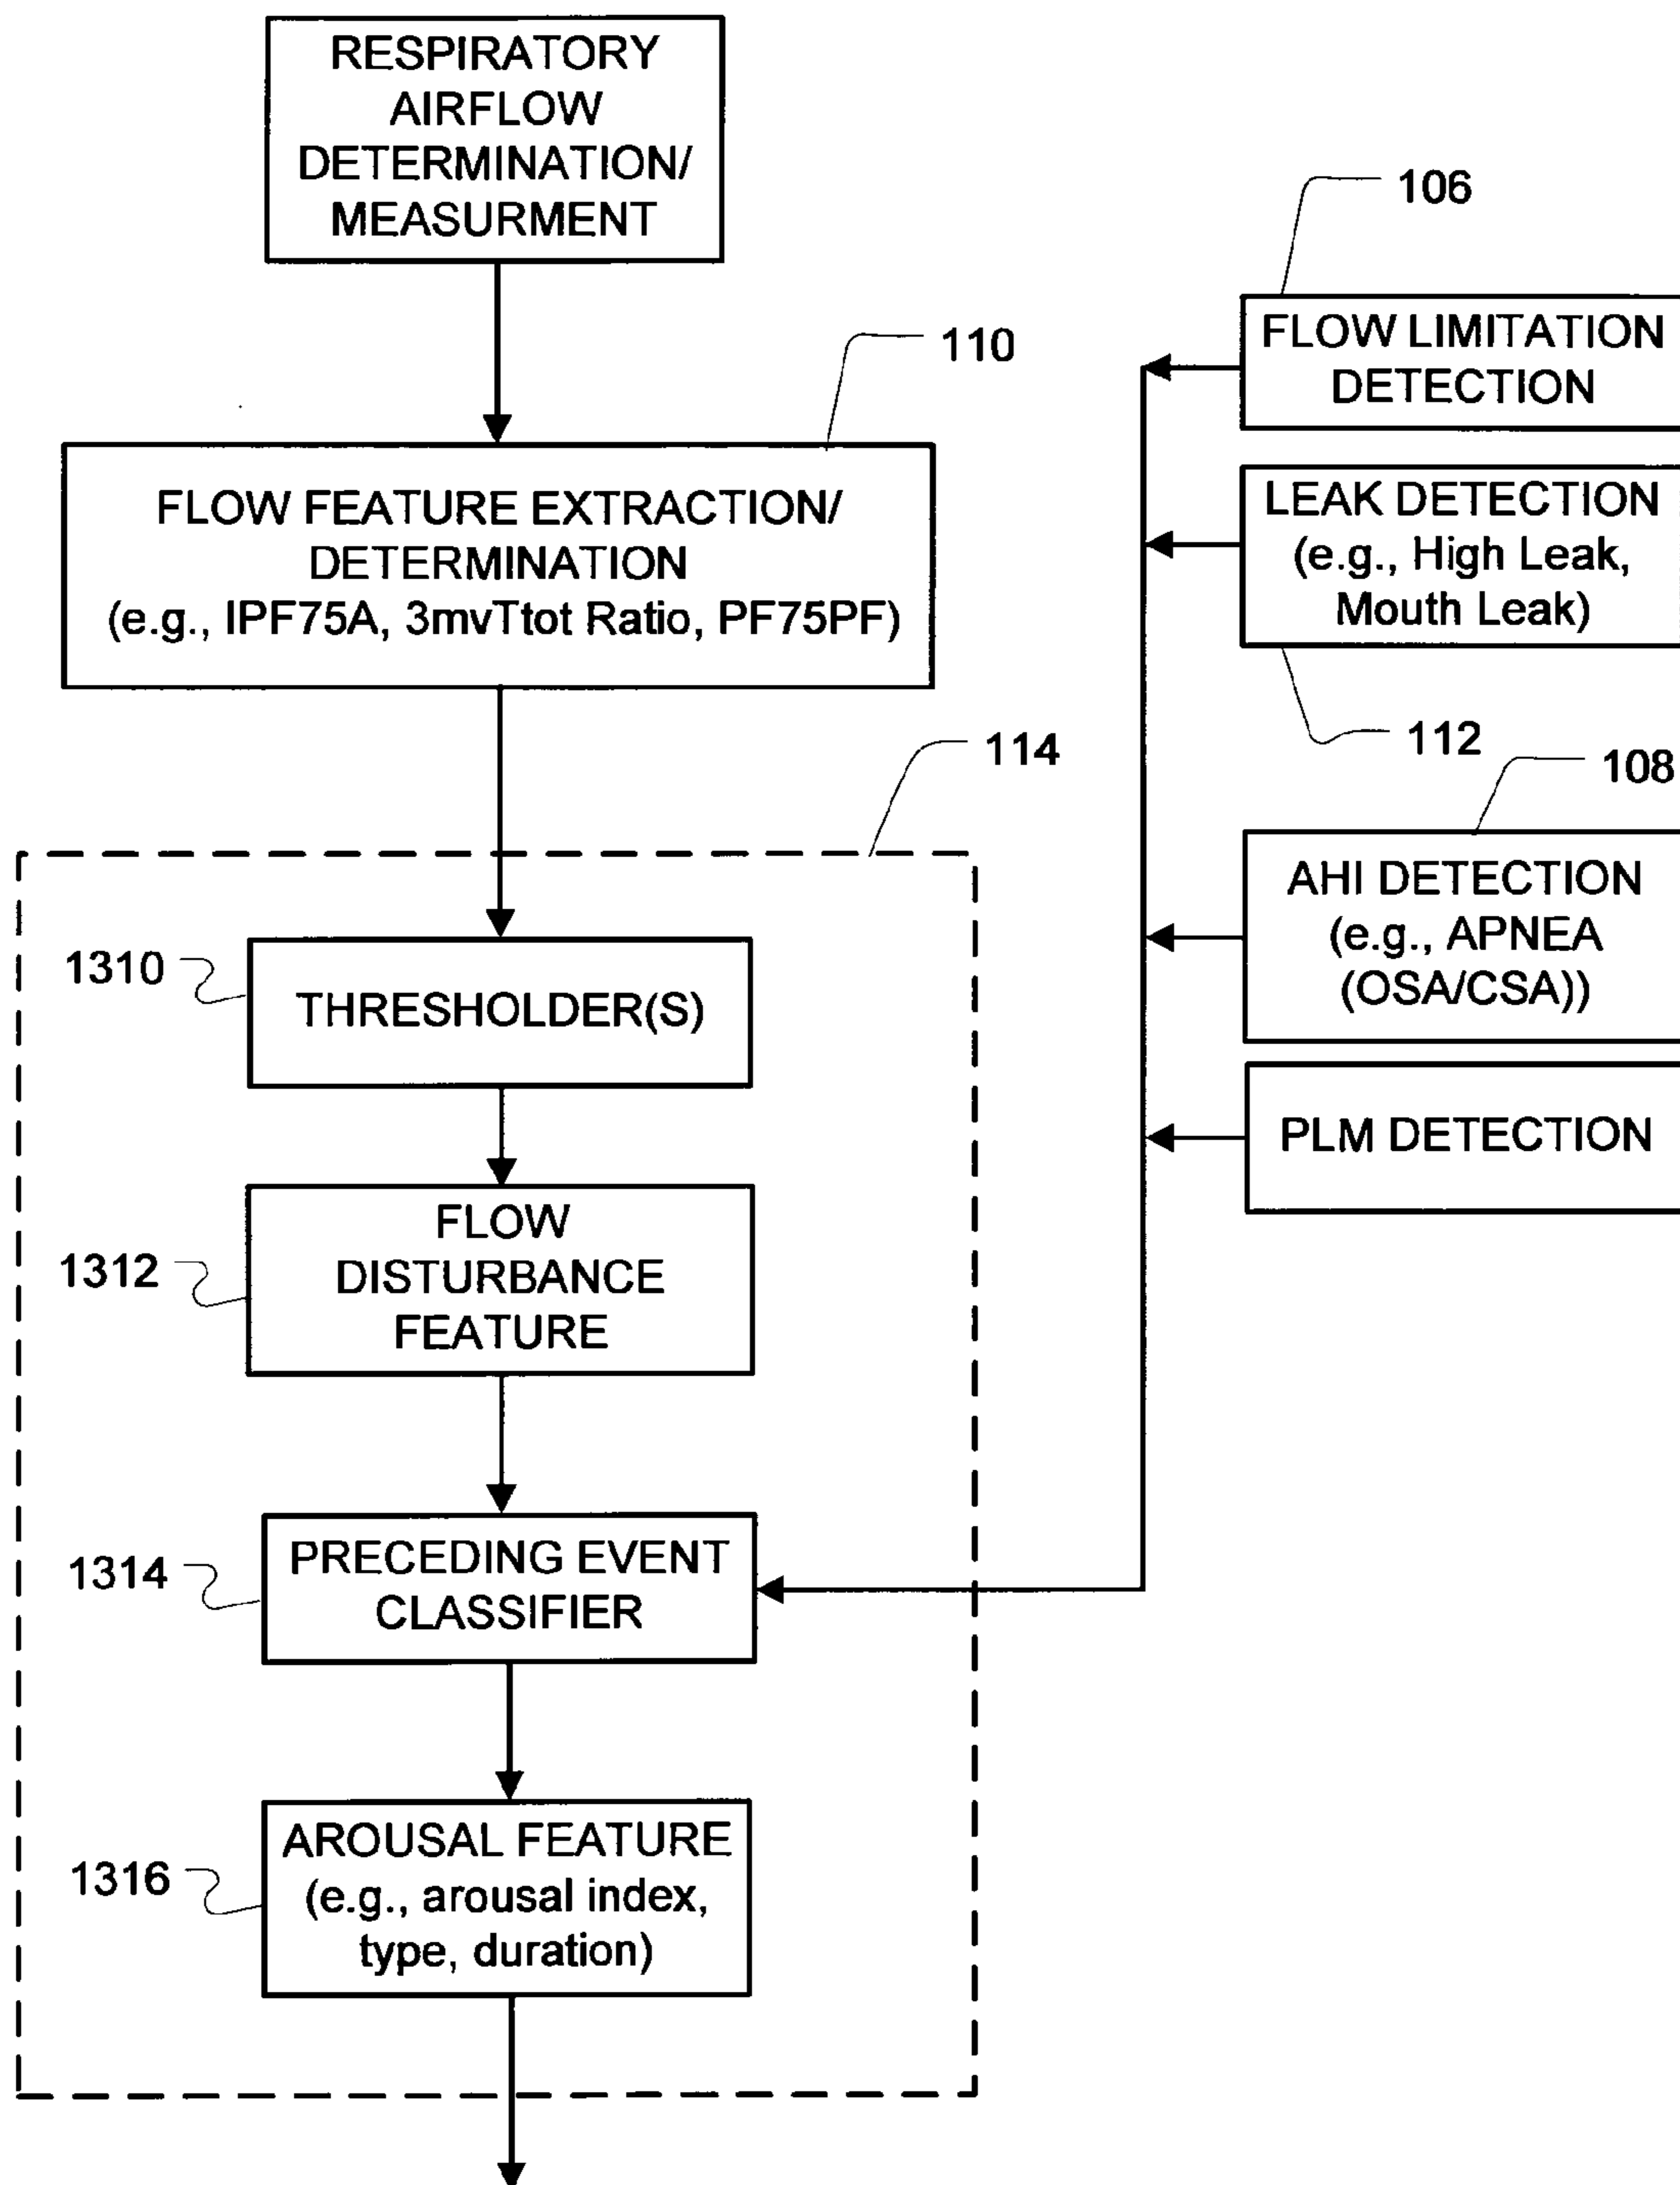 RESPIRATORY
AIRFLOW
DETERMINATION/
MEASURMENT
110
FLOW FEATURE EXTRACTION/
DETERMINATION
(e.g., IPF75A, 3mvTtot Ratio, PF75PF)
114
1310
THRESHOLDER(S)
1312
FLOW
DISTURBANCE
FEATURE
1314
PRECEDING EVENT
CLASSIFIER
1316
AROUSAL FEATURE
(e.g., arousal index,
type, duration)
106
FLOW LIMITATION
DETECTION
LEAK DETECTION
(e.g., High Leak,
Mouth Leak)
112
108
AHI DETECTION
(e.g., APNEA
(OSA/CSA))
PLM DETECTION